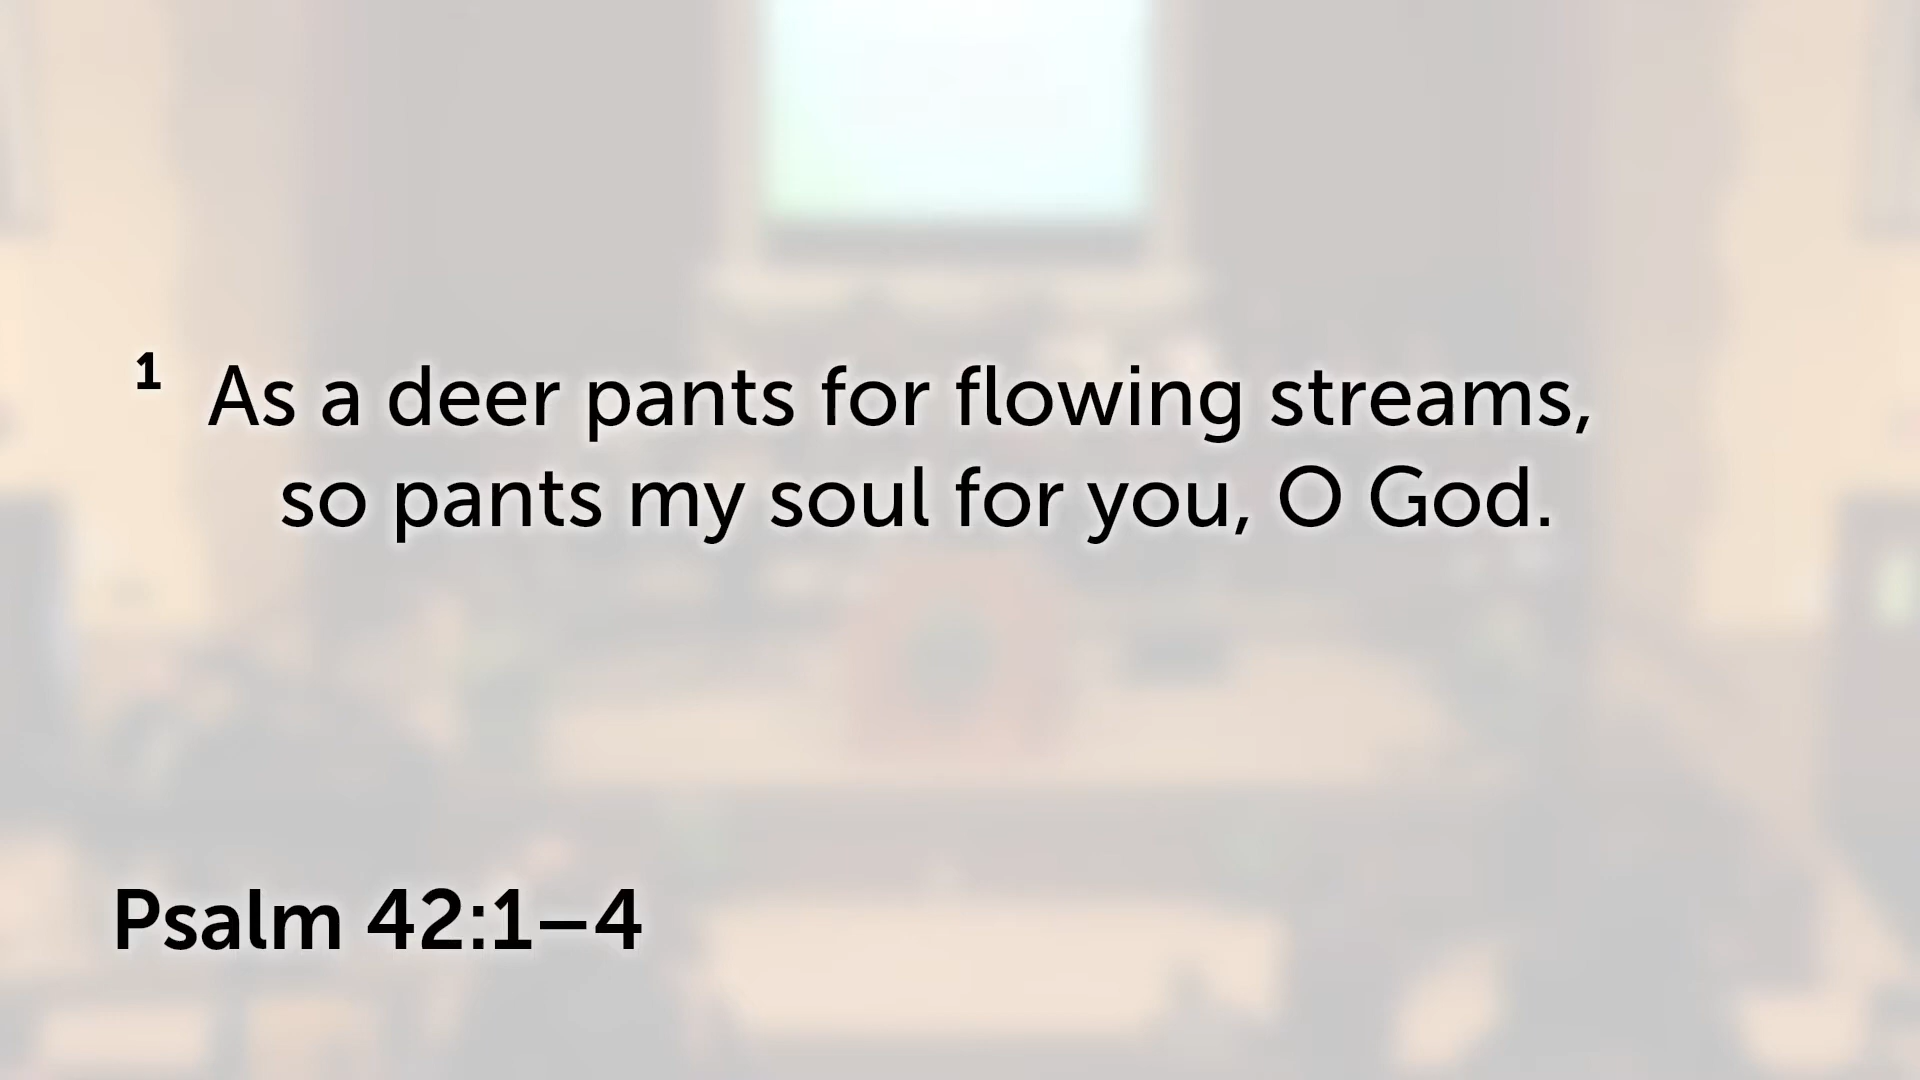 1 As a deer pants for flowing streams,
so pants my soul for you, O God.
Psalm 42:1–4